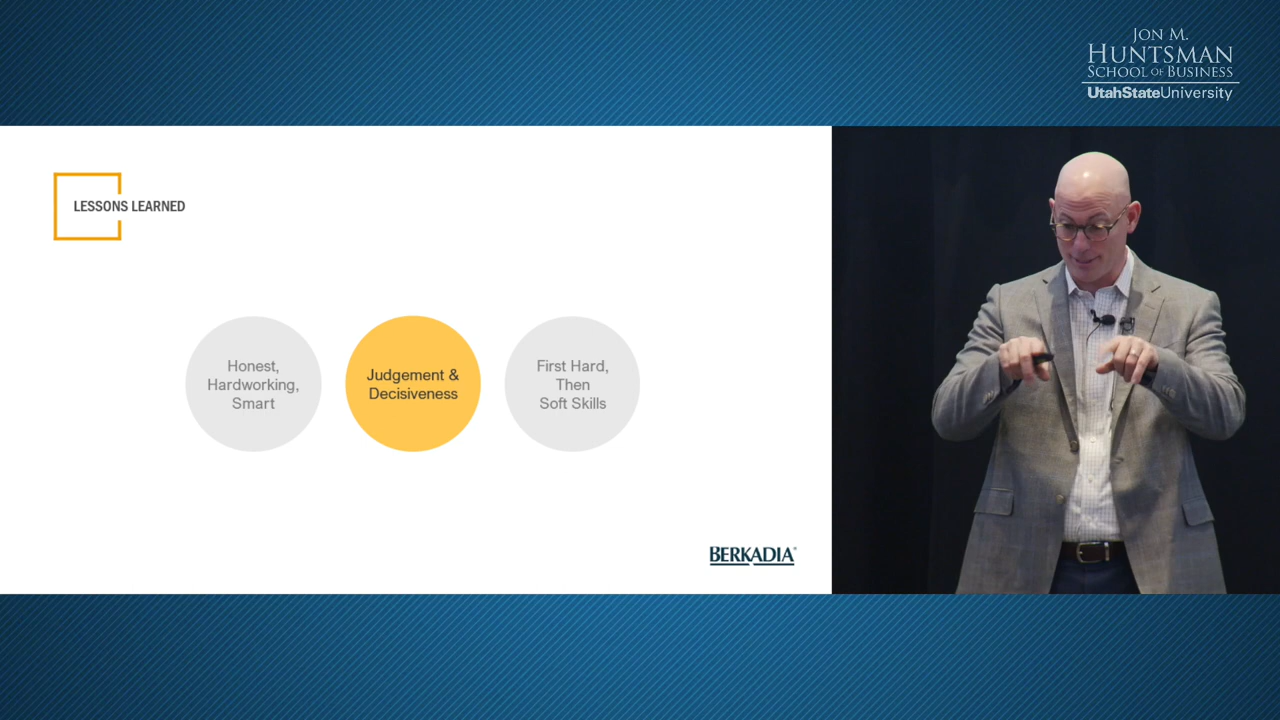 JON M.
HUNTSMAN
SCHOOL OF BUSINESS
UtahStateUniversity
LESSONS LEARNED
Honest,
Hardworking,
Smart
Judgement &
Decisiveness
First Hard,
Then
Soft Skills
BERKADIA®